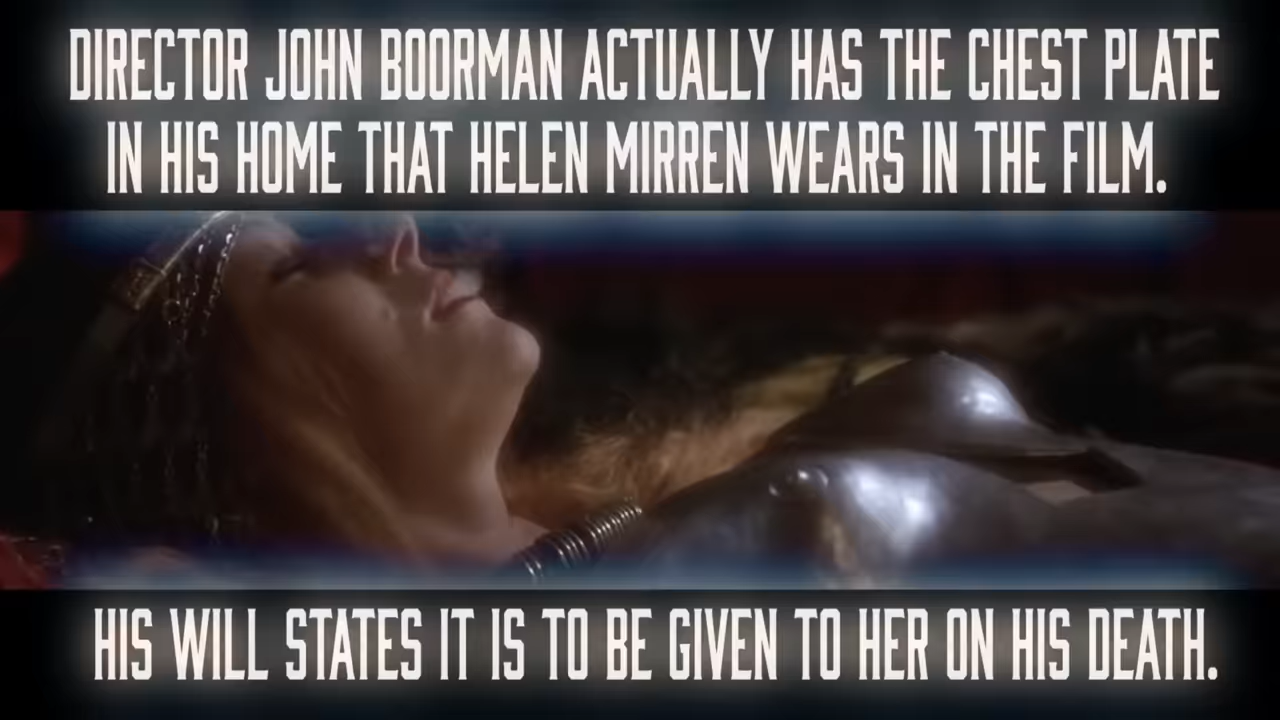 DIRECTOR JOHN BOORMAN ACTUALLY HAS THE CHEST PLATE
IN HIS HOME THAT HELEN MIRREN WEARS IN THE FILM.
HIS WILL STATES IT IS TO BE GIVEN TO HER ON HIS DEATH.